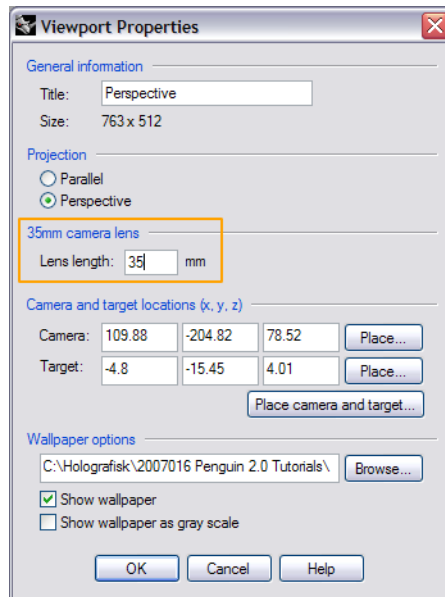 Viewport Properties
General information
Title: Perspective
Size: 763 x 512
Projection
Parallel
Perspective
35mm camera lens
Lens length: 35 mm
Camera and target locations (x, y, z)
Camera: 109.88 -204.82 78.52 Place...
Target: -4.8 -15.45 4.01 Place...
Place camera and target...
Wallpaper options
C:\Holografisk\2007016 Penguin 2.0 Tutorials\ Browse...
Show wallpaper
Show wallpaper as gray scale
OK Cancel Help